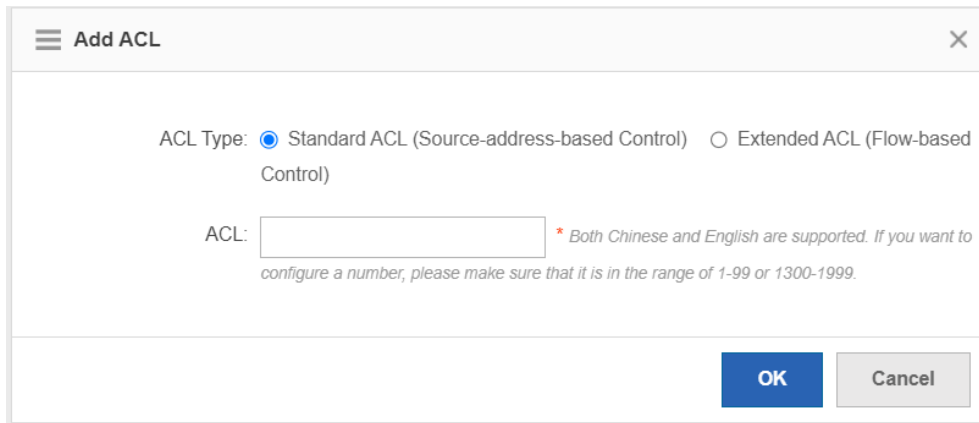 Add ACL
ACL Type: Standard ACL (Source-address-based Control) Extended ACL (Flow-based
Control)
ACL: * Both Chinese and English are supported. If you want to
configure a number, please make sure that it is in the range of 1-99 or 1300-1999.
OK Cancel